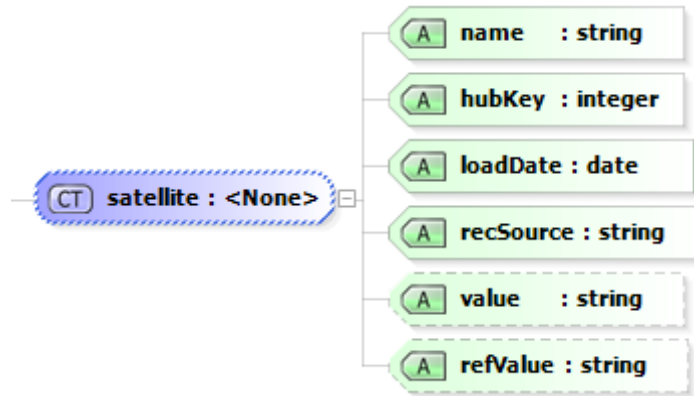 A name : string
A hubKey : integer
A loadDate : date
CT satellite : <None>
A recSource : string
A value : string
A refValue : string